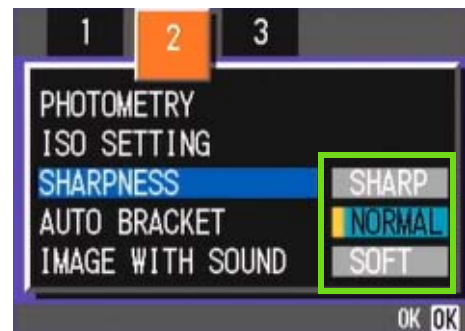 1 2 3
PHOTOMETRY
ISO SETTING
SHARPNESS SHARP
AUTO BRACKET NORMAL
IMAGE WITH SOUND SOFT
OK OK